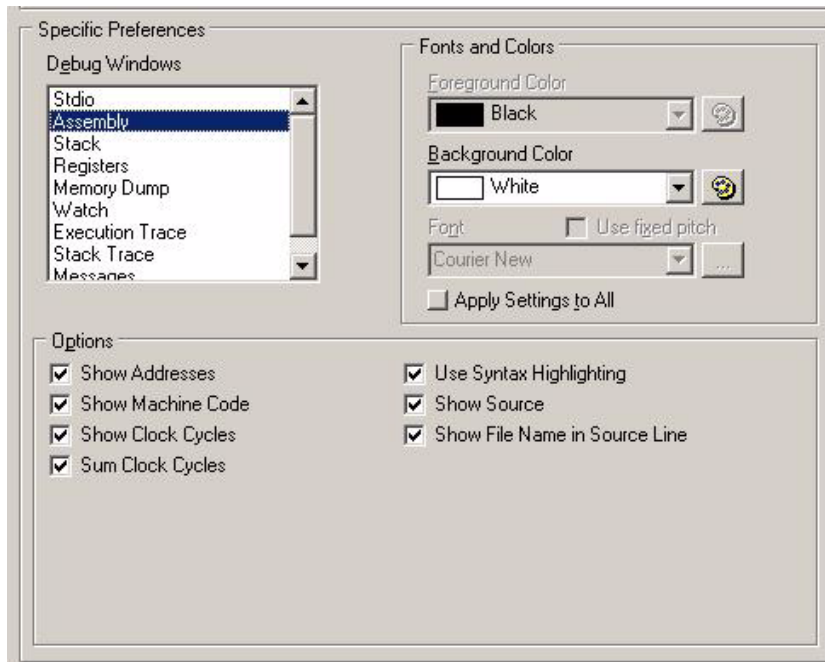 Specific Preferences
Debug Windows
Stdio
Assembly
Stack
Registers
Memory Dump
Watch
Execution Trace
Stack Trace
Messages
Fonts and Colors
Foreground Color
Black
Background Color
White
Font
Use fixed pitch
Courier New
...
Apply Settings to All
Options
Show Addresses
Show Machine Code
Show Clock Cycles
Sum Clock Cycles
Use Syntax Highlighting
Show Source
Show File Name in Source Line